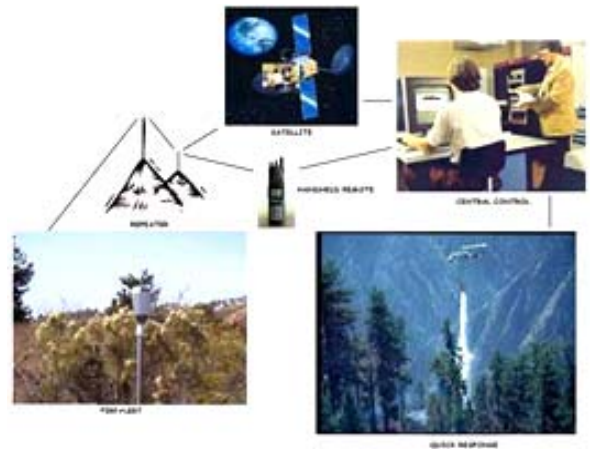 SATELLITE
HANDHELD REMOTE
CENTRAL CONTROL
REPEATER
QUICK RESPONSE